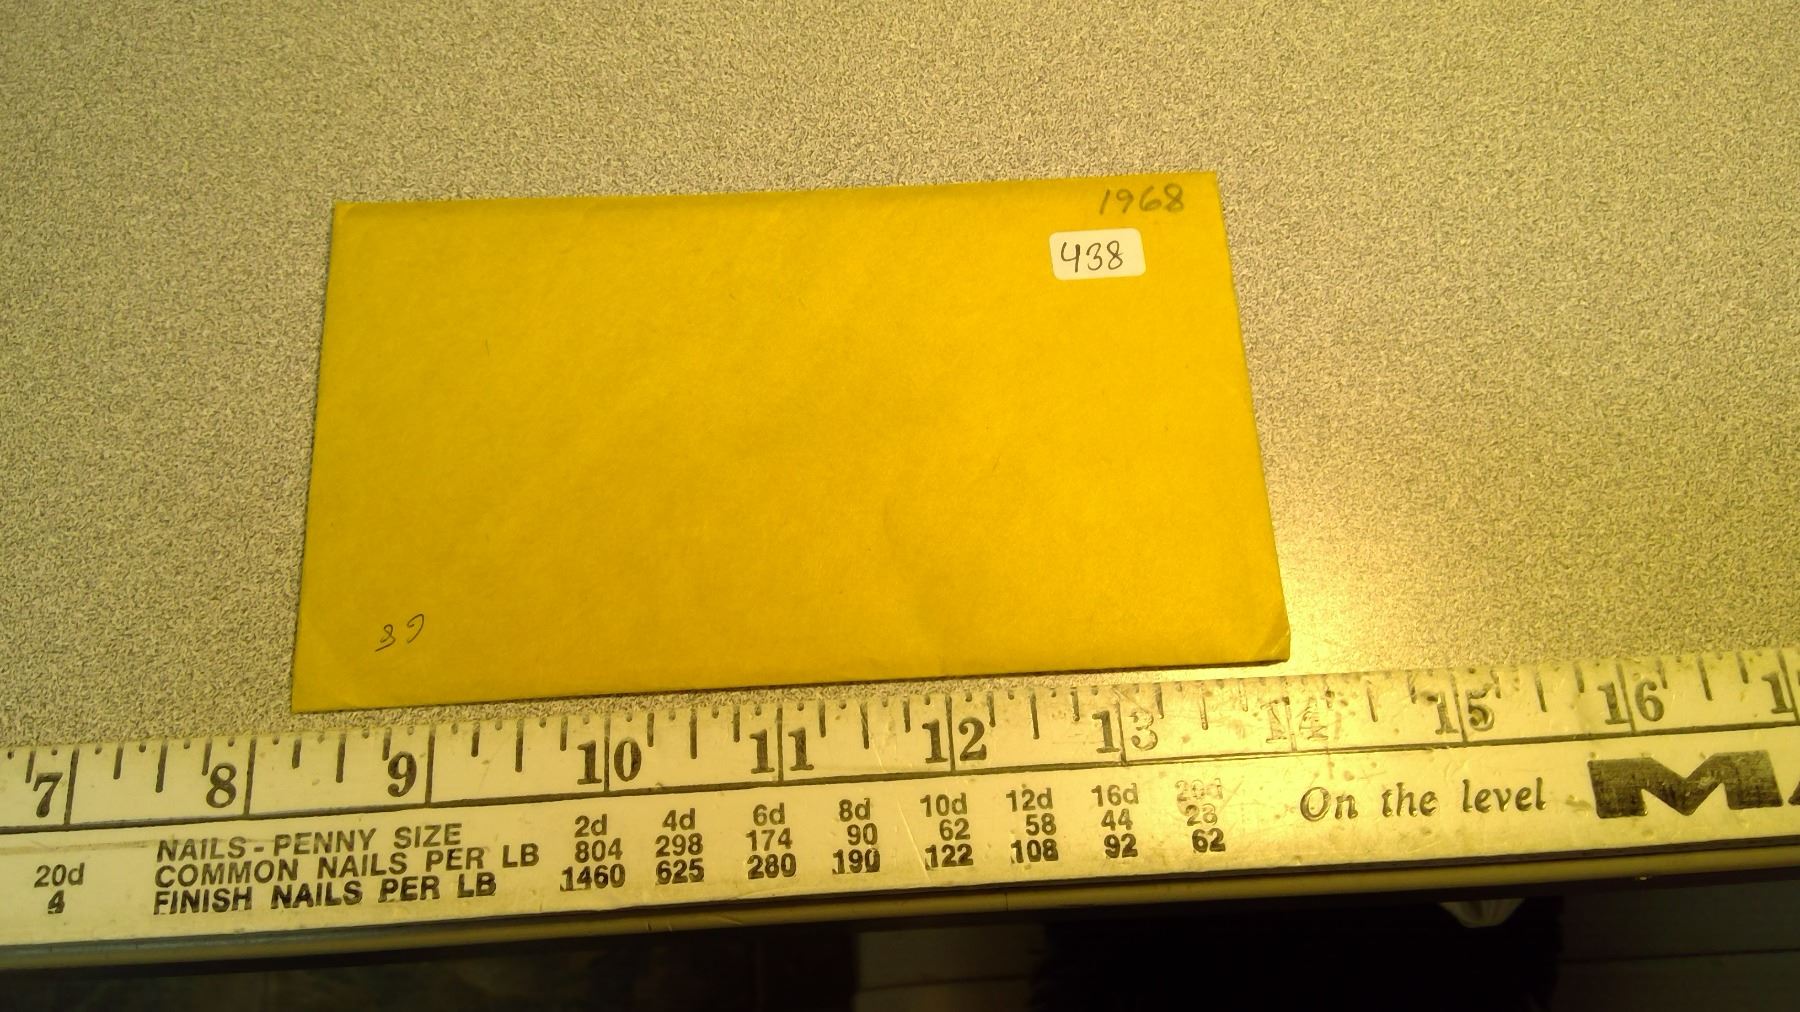 1968
438
7 8 9 10 11 12 13 14 15 16
NAILS - PENNY SIZE 2d 4d 6d 8d 10d 12d 16d 20d
20d COMMON NAILS PER LB 804 298 174 90 62 58 44 28
4 FINISH NAILS PER LB 1460 625 280 190 122 108 92 62
On the level